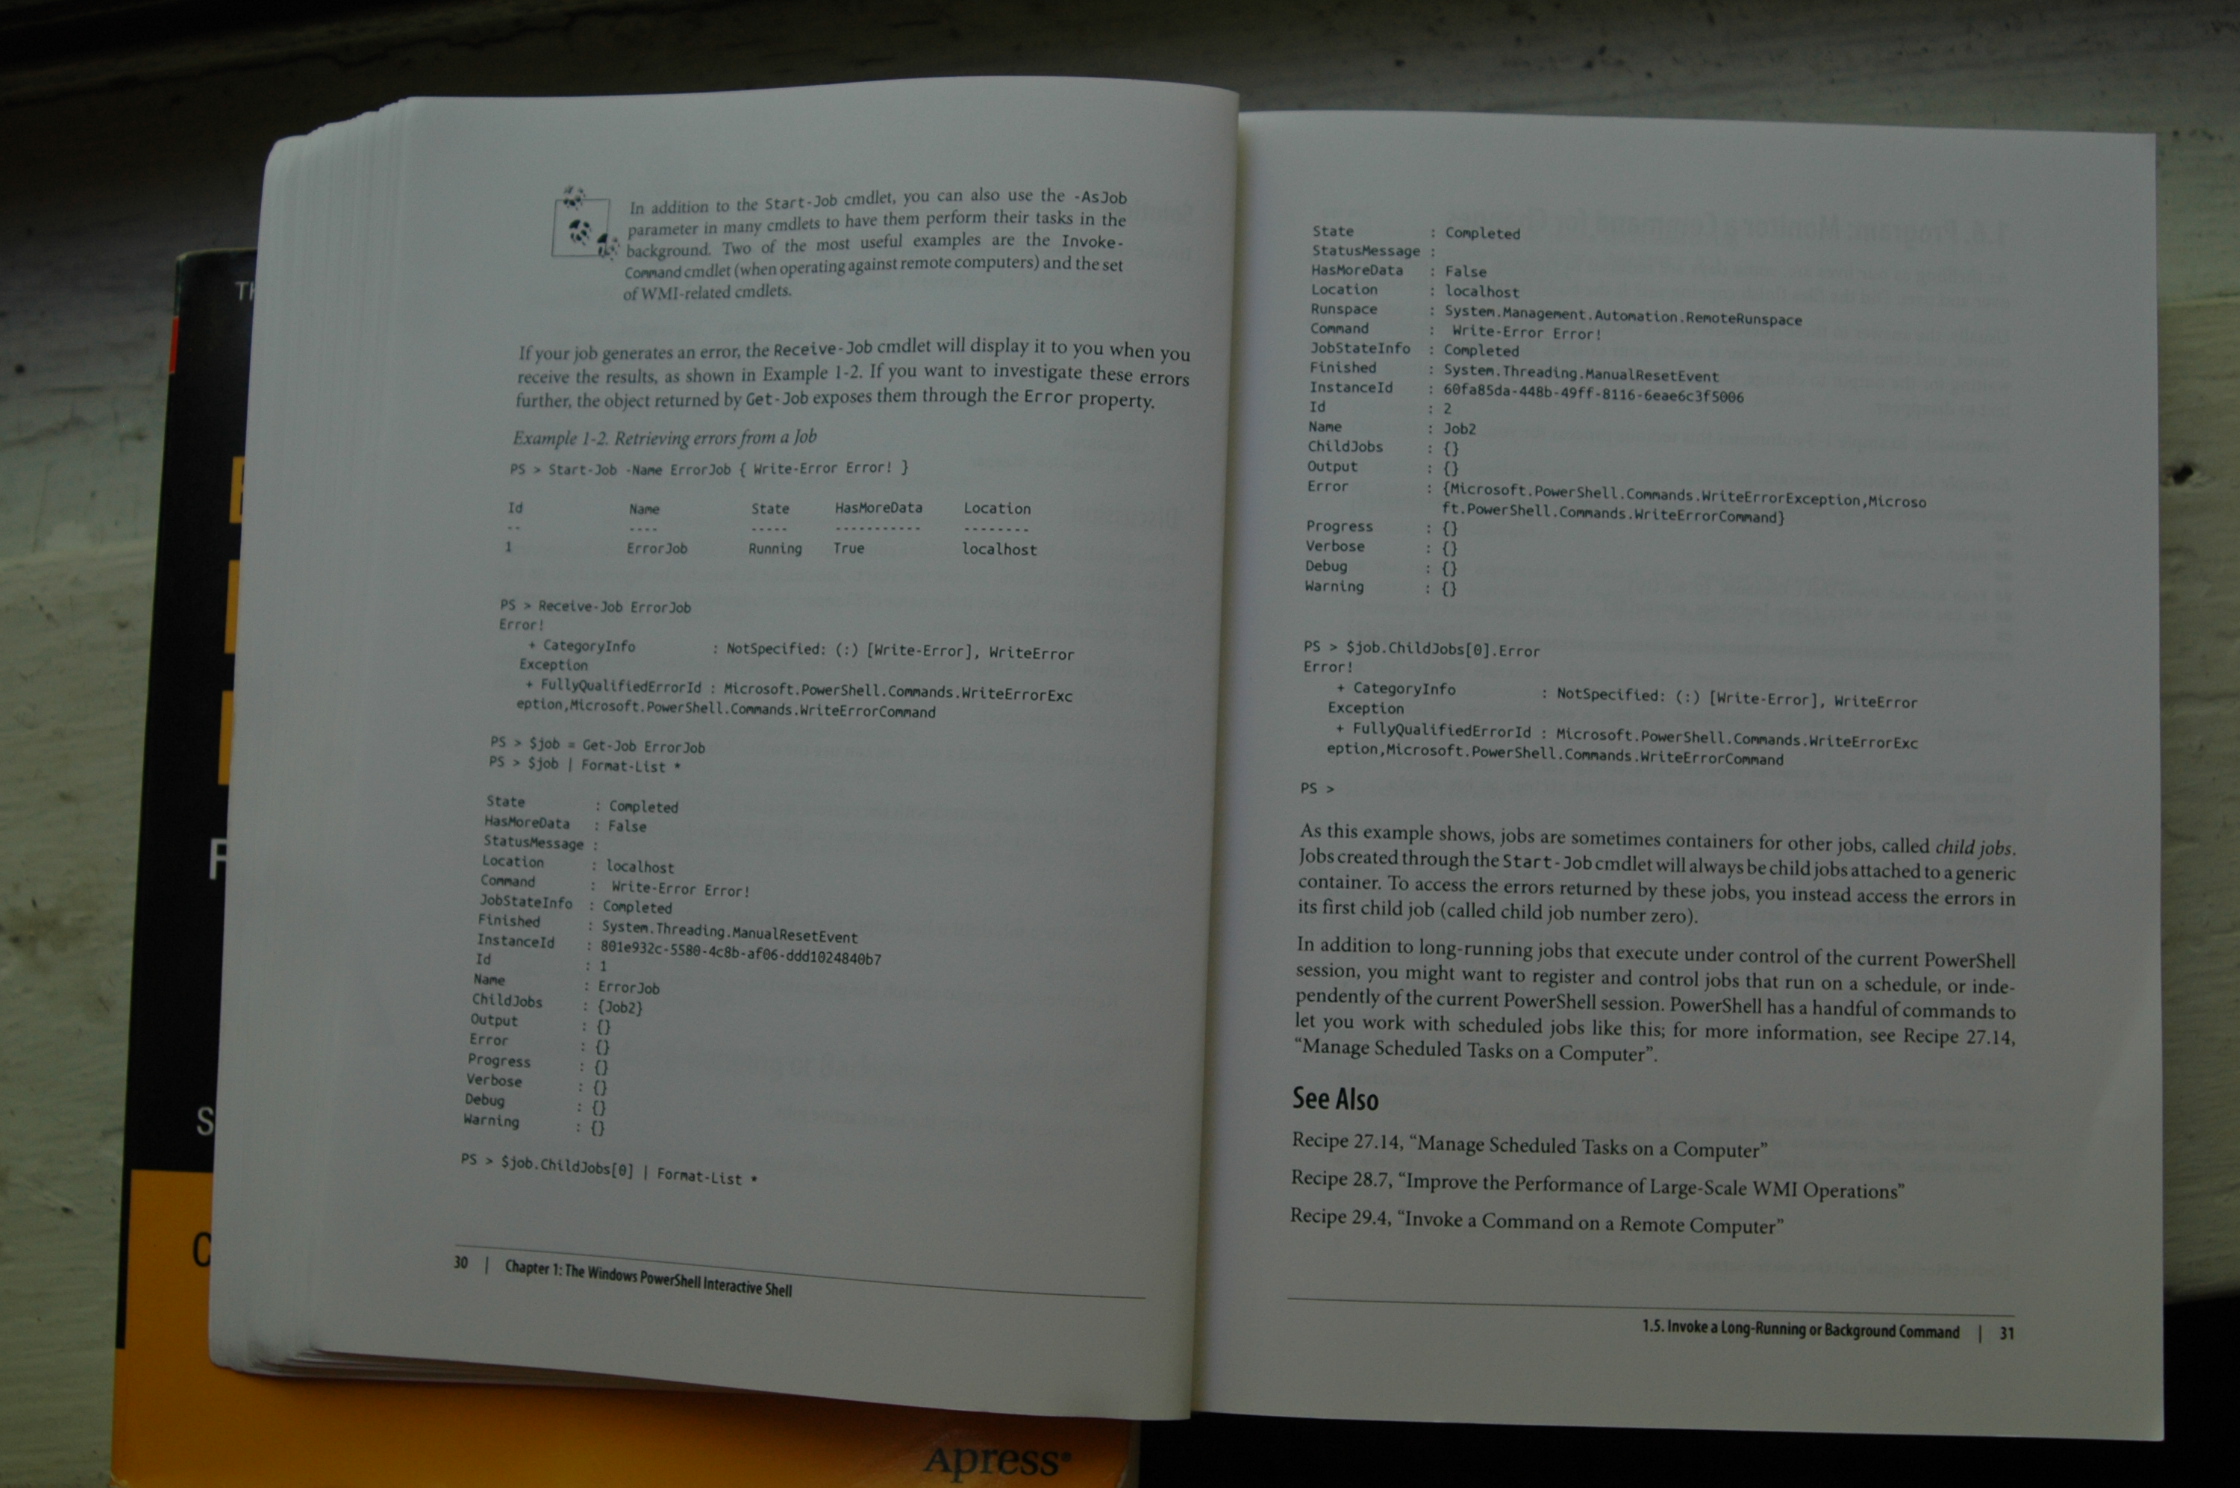 In addition to the Start-Job cmdlet, you can also use the -AsJob
parameter in many cmdlets to have them perform their tasks in the
background. Two of the most useful examples are the Invoke-
Command cmdlet (when operating against remote computers) and the set
of WMI-related cmdlets.
If your job generates an error, the Receive-Job cmdlet will display it to you when you
receive the results, as shown in Example 1-2. If you want to investigate these errors
further, the object returned by Get-Job exposes them through the Error property.
Example 1-2. Retrieving errors from a Job
PS > Start-Job -Name ErrorJob { Write-Error Error! }
Id Name State HasMoreData Location
-- ---- ----- ----------- --------
1 ErrorJob Running True localhost
PS > Receive-Job ErrorJob
Error!
+ CategoryInfo : NotSpecified: (:) [Write-Error], WriteError
Exception
+ FullyQualifiedErrorId : Microsoft.PowerShell.Commands.WriteErrorExc
eption,Microsoft.PowerShell.Commands.WriteErrorCommand
PS > $job = Get-Job ErrorJob
PS > $job | Format-List *
State : Completed
HasMoreData : False
StatusMessage :
Location : localhost
Command : Write-Error Error!
JobStateInfo : Completed
Finished : System.Threading.ManualResetEvent
InstanceId : 801e932c-5580-4c8b-af06-ddd1024840b7
Id : 1
Name : ErrorJob
ChildJobs : {Job2}
Output : {}
Error : {}
Progress : {}
Verbose : {}
Debug : {}
Warning : {}
PS > $job.ChildJobs[0] | Format-List *
30 | Chapter 1: The Windows PowerShell Interactive Shell
State : Completed
StatusMessage :
HasMoreData : False
Location : localhost
Runspace : System.Management.Automation.RemoteRunspace
Command : Write-Error Error!
JobStateInfo : Completed
Finished : System.Threading.ManualResetEvent
InstanceId : 60fa85da-448b-49ff-8116-6eae6c3f5006
Id : 2
Name : Job2
ChildJobs : {}
Output : {}
Error : {Microsoft.PowerShell.Commands.WriteErrorException,Microso
ft.PowerShell.Commands.WriteErrorCommand}
Progress : {}
Verbose : {}
Debug : {}
Warning : {}
PS > $job.ChildJobs[0].Error
Error!
+ CategoryInfo : NotSpecified: (:) [Write-Error], WriteError
Exception
+ FullyQualifiedErrorId : Microsoft.PowerShell.Commands.WriteErrorExc
eption,Microsoft.PowerShell.Commands.WriteErrorCommand
PS >
As this example shows, jobs are sometimes containers for other jobs, called child jobs.
Jobs created through the Start-Job cmdlet will always be child jobs attached to a generic
container. To access the errors returned by these jobs, you instead access the errors in
its first child job (called child job number zero).
In addition to long-running jobs that execute under control of the current PowerShell
session, you might want to register and control jobs that run on a schedule, or inde-
pendently of the current PowerShell session. PowerShell has a handful of commands to
let you work with scheduled jobs like this; for more information, see Recipe 27.14,
“Manage Scheduled Tasks on a Computer”.
See Also
Recipe 27.14, “Manage Scheduled Tasks on a Computer”
Recipe 28.7, “Improve the Performance of Large-Scale WMI Operations”
Recipe 29.4, “Invoke a Command on a Remote Computer”
1.5. Invoke a Long-Running or Background Command | 31
Apress®